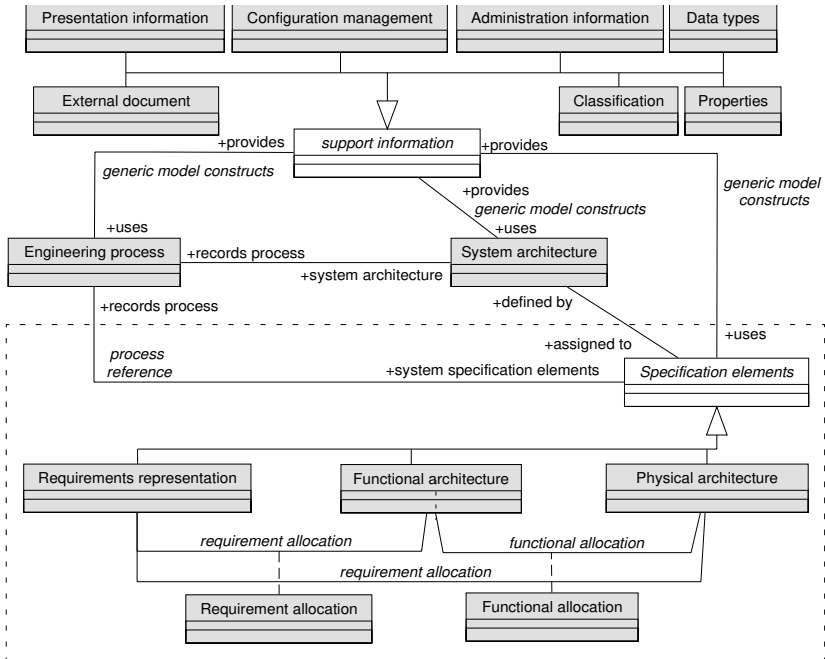 Presentation information
Configuration management
Administration information
Data types
External document
Classification
Properties
support information
+provides
+provides
generic model constructs
+provides
generic model constructs
generic model
constructs
+uses
+uses
Engineering process
+records process
+system architecture
System architecture
+records process
+defined by
+assigned to
+uses
process
reference
+system specification elements
Specification elements
Requirements representation
Functional architecture
Physical architecture
requirement allocation
functional allocation
requirement allocation
Requirement allocation
Functional allocation